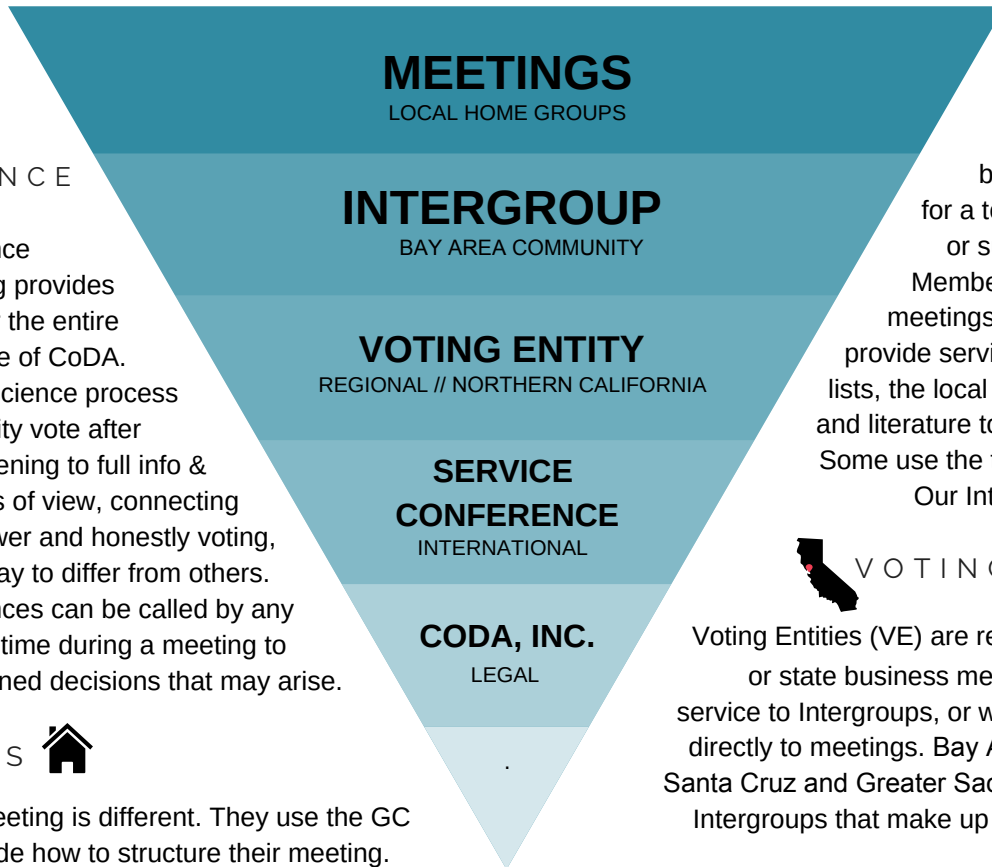 MEETINGS
LOCAL HOME GROUPS
INTERGROUP
BAY AREA COMMUNITY
VOTING ENTITY
REGIONAL // NORTHERN CALIFORNIA
SERVICE
CONFERENCE
INTERNATIONAL
CODA, INC.
LEGAL
.
NCE
nce
g provides
the entire
e of CoDA.
cience process
ity vote after
ening to full info &
s of view, connecting
wer and honestly voting,
ay to differ from others.
nces can be called by any
time during a meeting to
ned decisions that may arise.
S
eeting is different. They use the GC
de how to structure their meeting.
b
for a te
or s
Membe
meetings
provide servi
lists, the local
and literature to
Some use the
Our Int
VOTING
Voting Entities (VE) are re
or state business me
service to Intergroups, or w
directly to meetings. Bay A
Santa Cruz and Greater Sac
Intergroups that make up